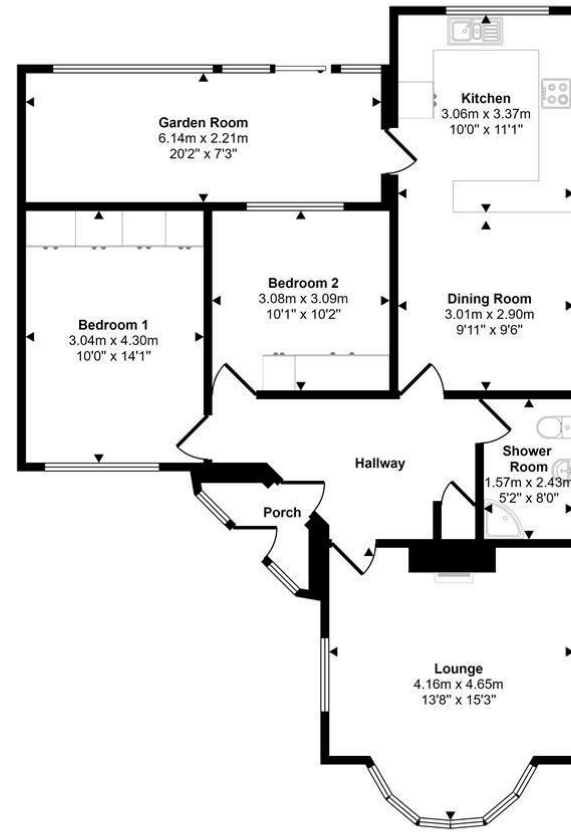 Kitchen
3.06m x 3.37m
10'0" x 11'1"
Garden Room
6.14m x 2.21m
20'2" x 7'3"
Bedroom 1
3.04m x 4.30m
10'0" x 14'1"
Bedroom 2
3.08m x 3.09m
10'1" x 10'2"
Dining Room
3.01m x 2.90m
9'11" x 9'6"
Hallway
Shower
Room
1.57m x 2.43m
5'2" x 8'0"
Porch
Lounge
4.16m x 4.65m
13'8" x 15'3"